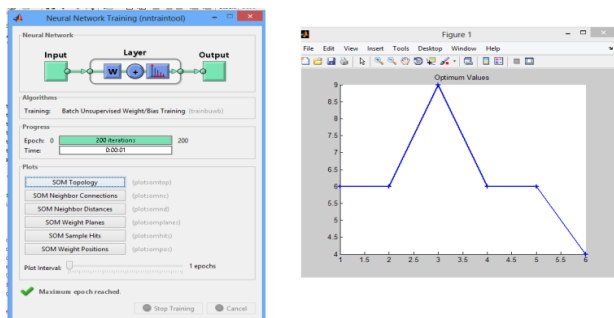 Neural Network Training (nntraintool)
Neural Network
Input
Layer
Output
W
+
Algorithms
Training: Batch Unsupervised Weight/Bias Training (trainbuwb)
Progress
Epoch: 0 200 iterations 200
Time: 0:00:01
Plots
SOM Topology (plotsomtop)
SOM Neighbor Connections (plotsomnc)
SOM Neighbor Distances (plotsomnd)
SOM Weight Planes (plotsomplanes)
SOM Sample Hits (plotsomhits)
SOM Weight Positions (plotsompos)
Plot Interval: 1 epochs
Maximum epoch reached.
Stop Training Cancel
Figure 1
File Edit View Insert Tools Desktop Window Help
Optimum Values
9
8.5
8
7.5
7
6.5
6
5.5
5
4.5
4
1 1.5 2 2.5 3 3.5 4 4.5 5 5.5 6